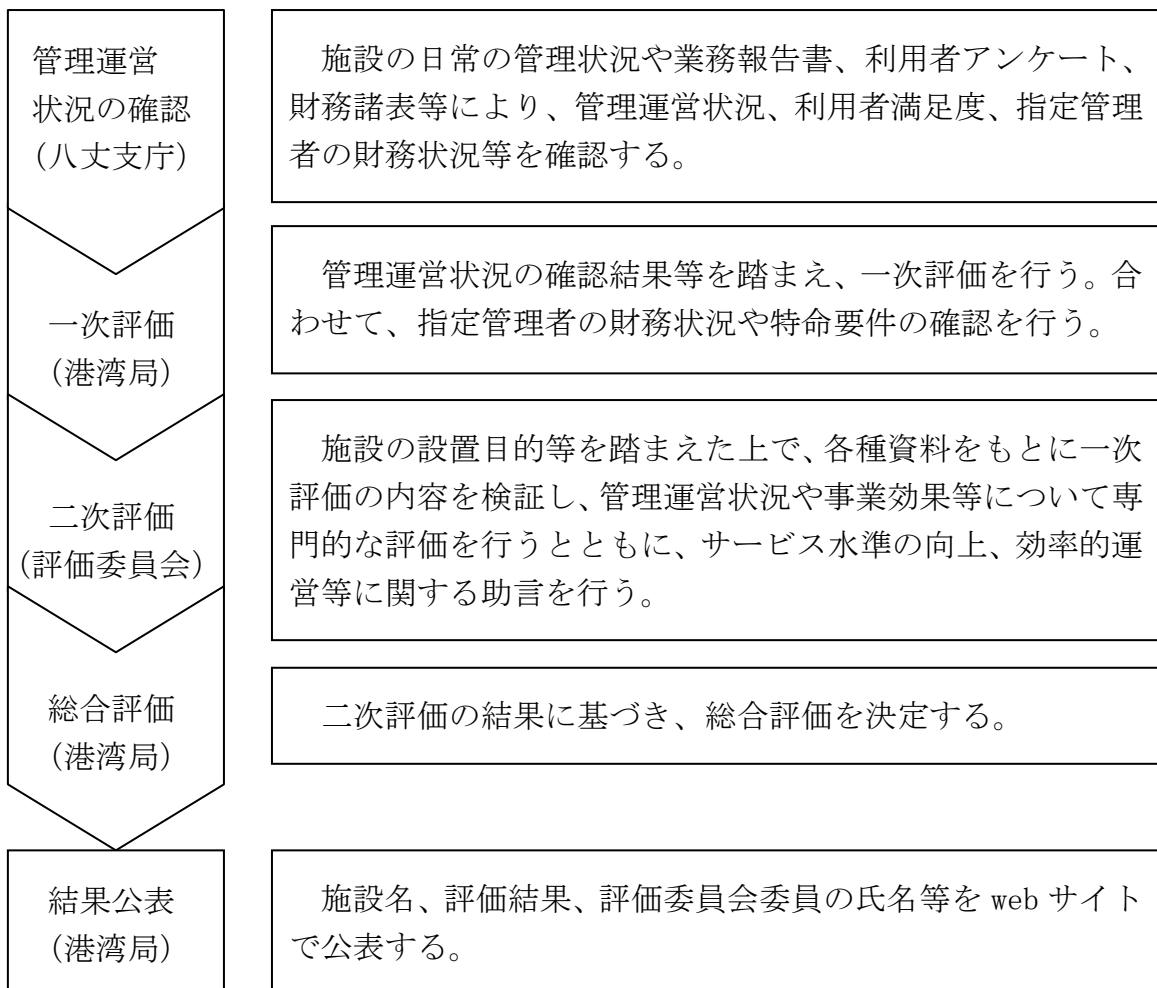 管理運営
状況の確認
(八丈支庁)
施設の日常の管理状況や業務報告書、利用者アンケート、
財務諸表等により、管理運営状況、利用者満足度、指定管理
者の財務状況等を確認する。
一次評価
(港湾局)
管理運営状況の確認結果等を踏まえ、一次評価を行う。合
わせて、指定管理者の財務状況や特命要件の確認を行う。
二次評価
(評価委員会)
施設の設置目的等を踏まえた上で、各種資料をもとに一次
評価の内容を検証し、管理運営状況や事業効果等について専
門的な評価を行うとともに、サービス水準の向上、効率的運
営等に関する助言を行う。
総合評価
(港湾局)
二次評価の結果に基づき、総合評価を決定する。
結果公表
(港湾局)
施設名、評価結果、評価委員会委員の氏名等を web サイト
で公表する。